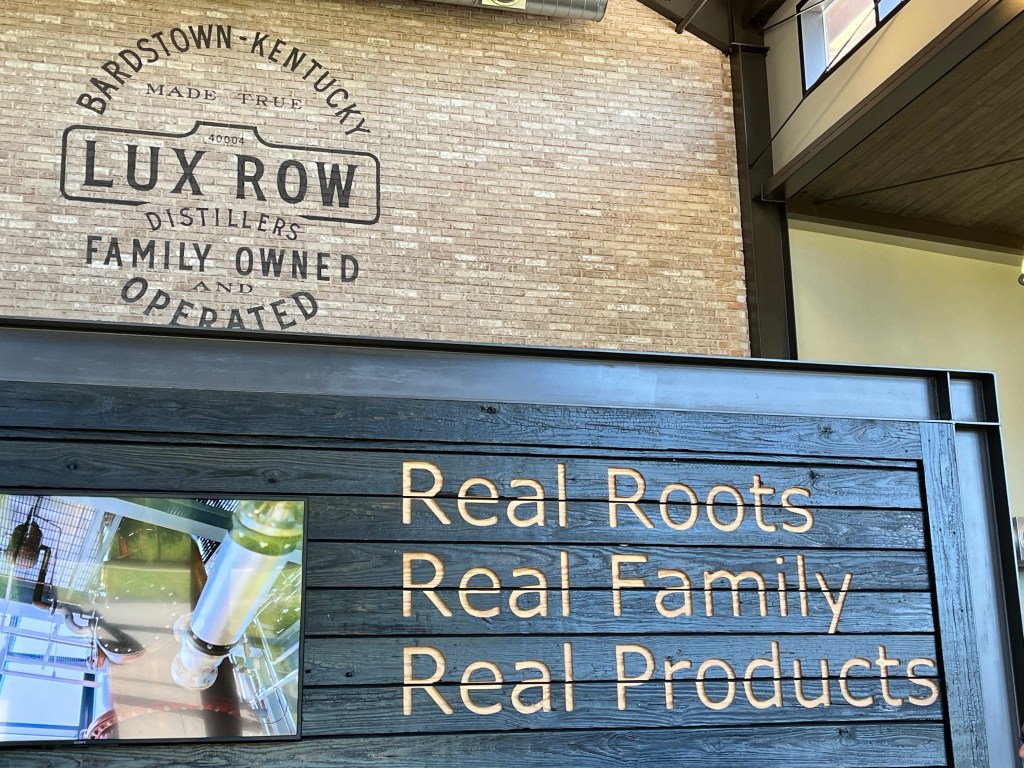 BARDSTOWN-KENTUCKY
MADE TRUE
40004
LUX ROW
DISTILLERS
FAMILY OWNED
AND
OPERATED
Real Roots
Real Family
Real Products